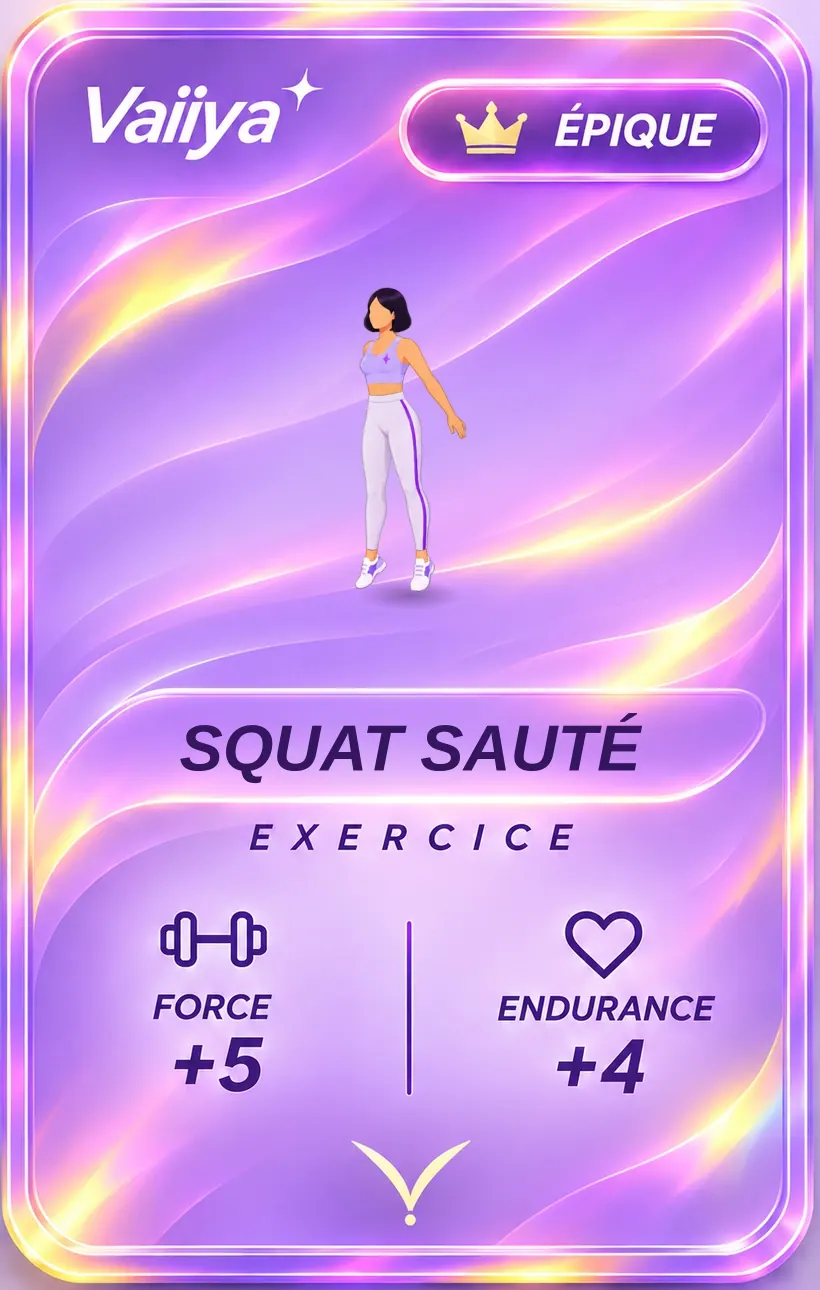 Vaiiya
ÉPIQUE
SQUAT SAUTÉ
EXERCICE
FORCE
+5
ENDURANCE
+4